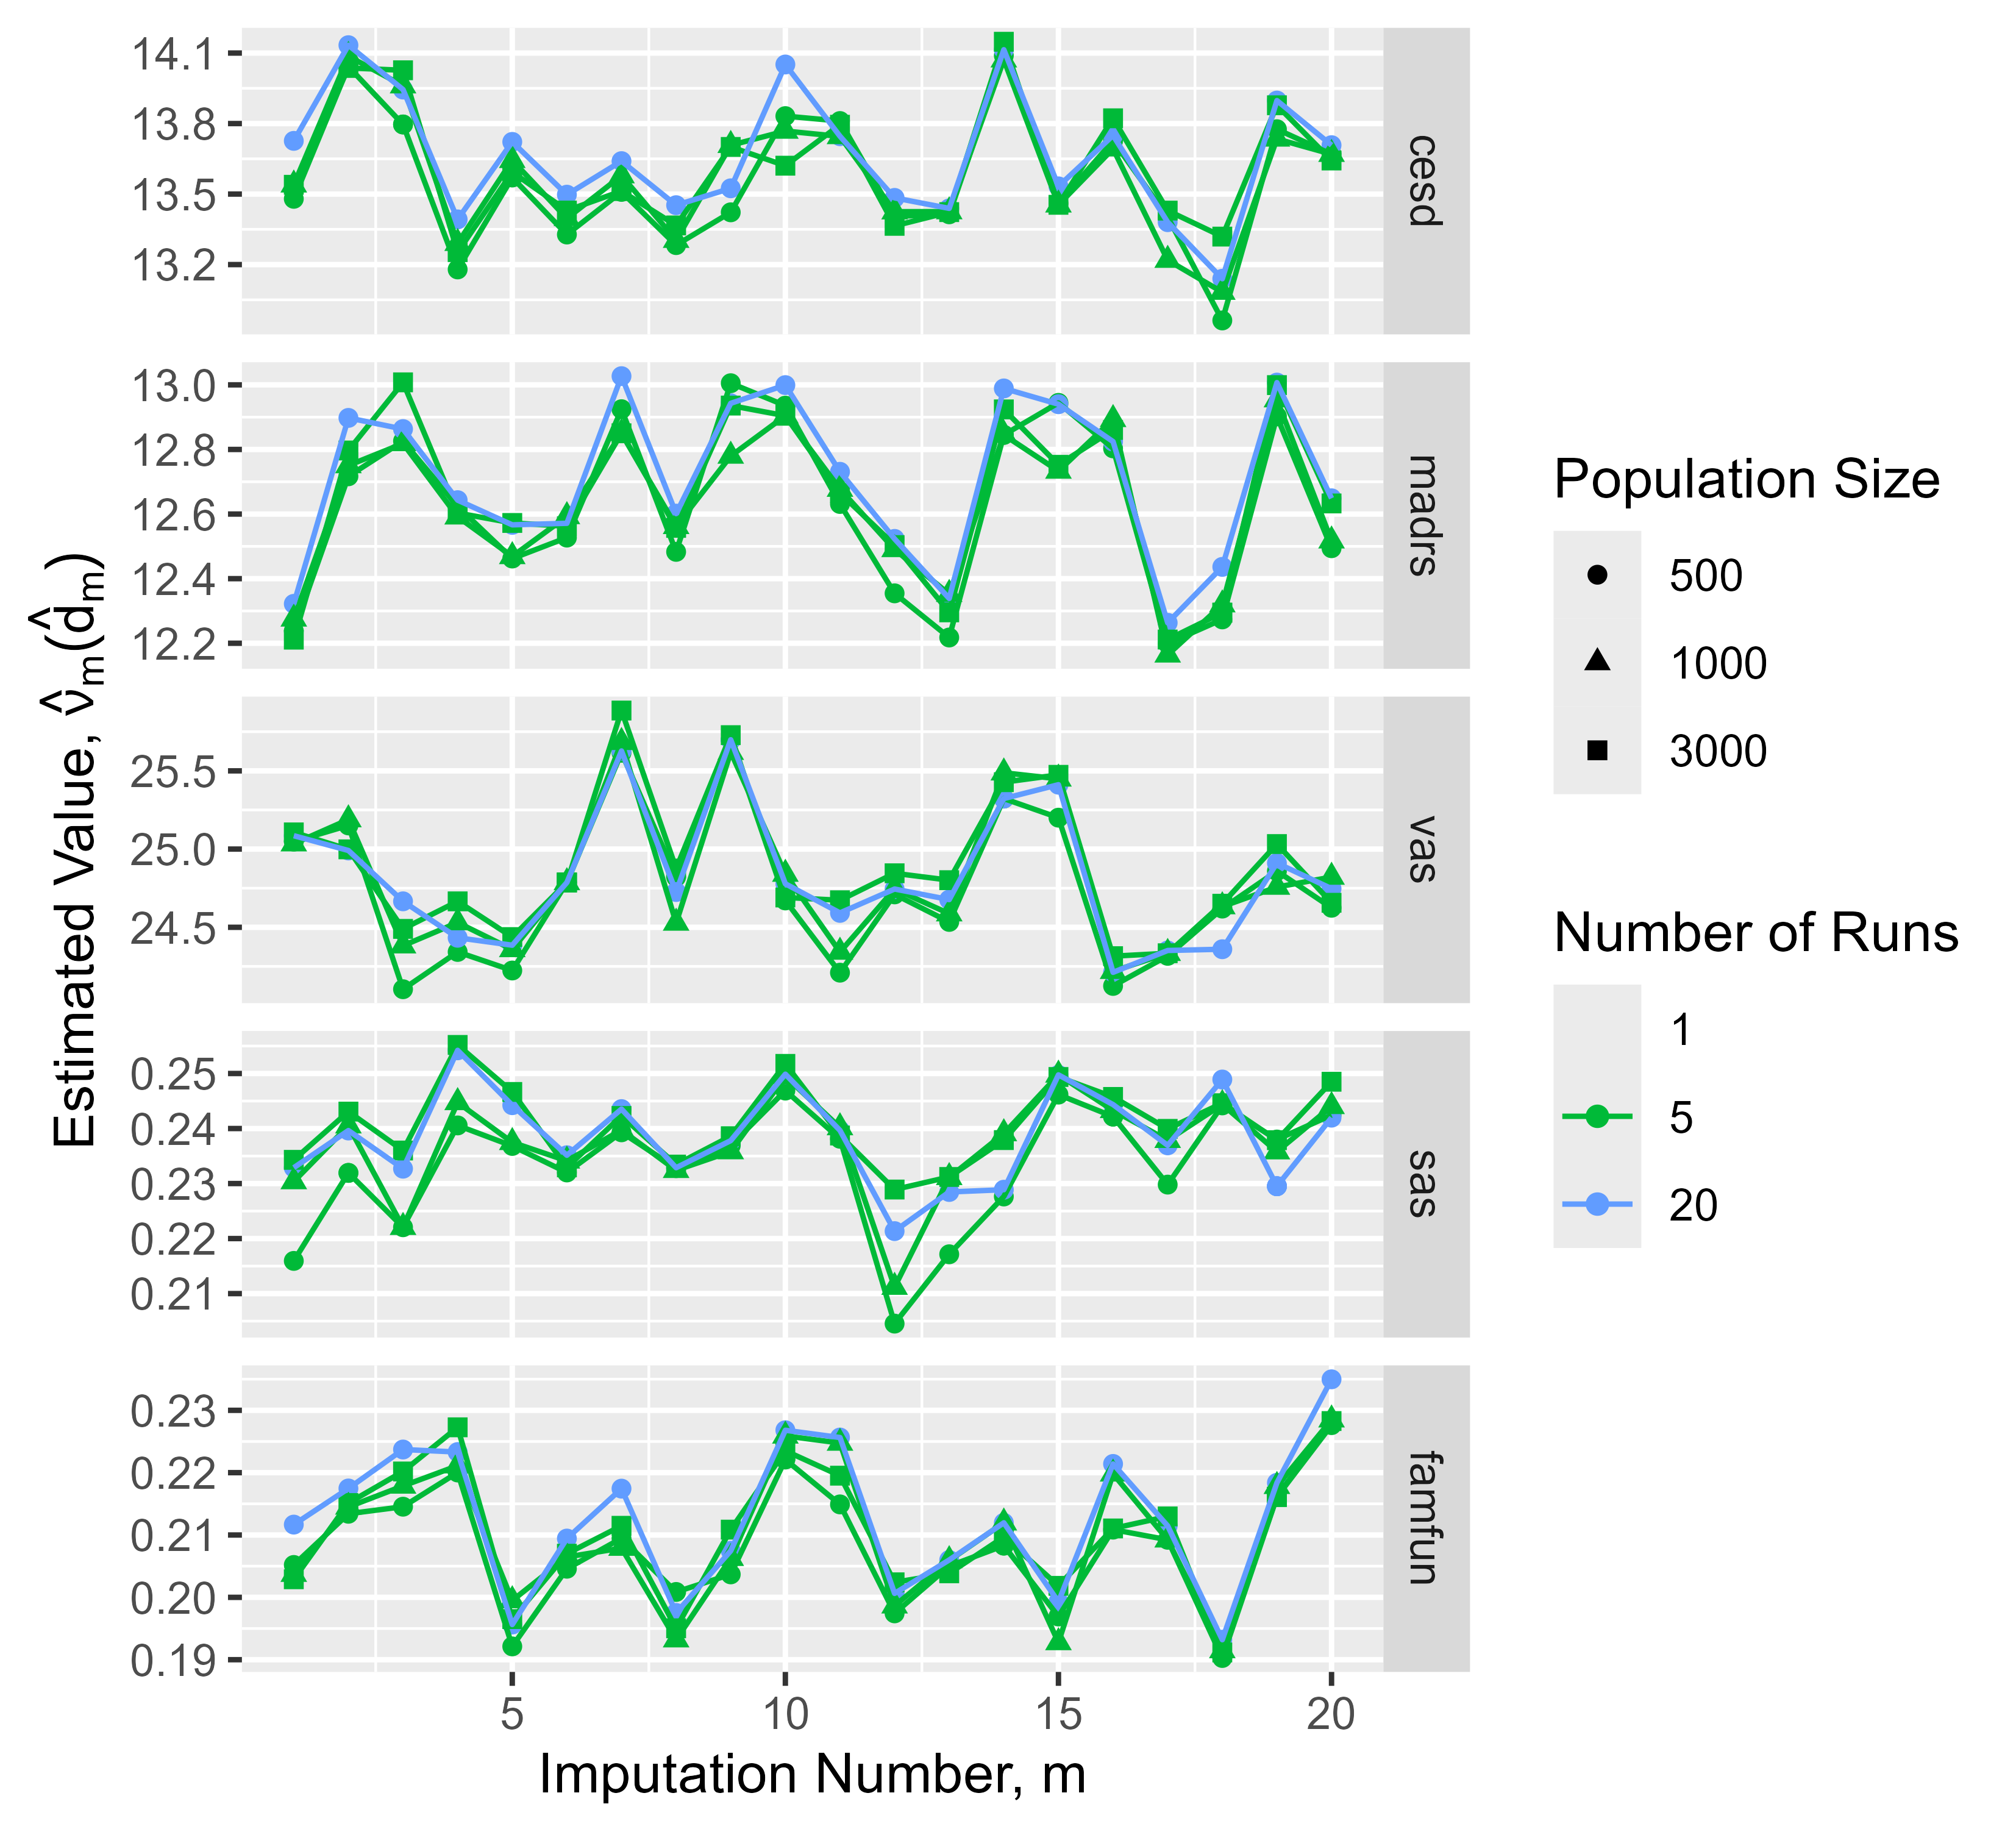 14.1
13.8
13.5
13.2
cesd
13.0
12.8
12.6
12.4
12.2
madrs
25.5
25.0
24.5
vas
0.25
0.24
0.23
0.22
0.21
sas
0.23
0.22
0.21
0.20
0.19
famfun
5 10 15 20
Imputation Number, m
Estimated Value, ν̂ₘ(d̂ₘ)
Population Size
500
1000
3000
Number of Runs
1
5
20